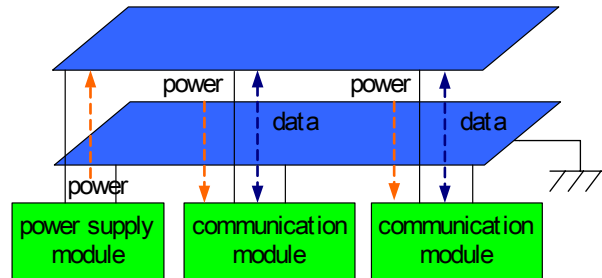 power
power
data
data
power
power supply
module
communication
module
communication
module